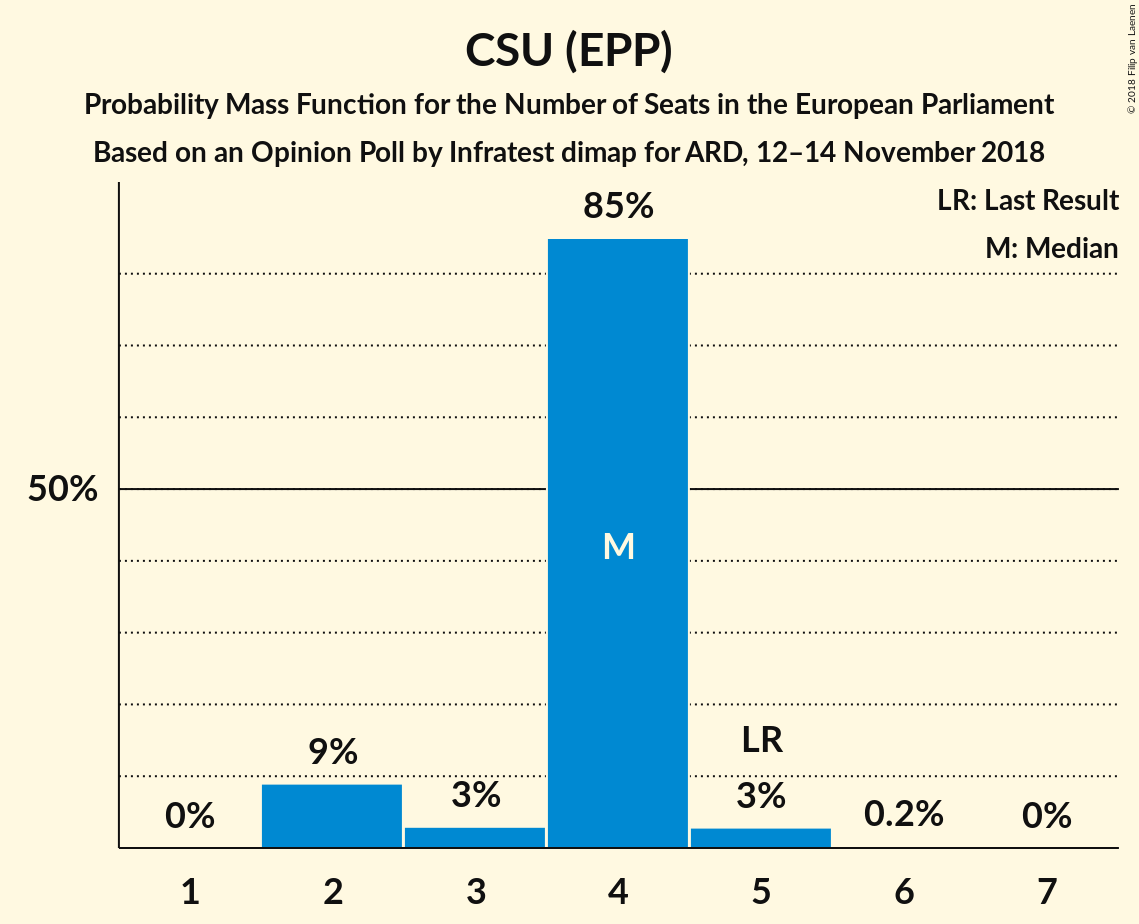 CSU (EPP)
Probability Mass Function for the Number of Seats in the European Parliament
Based on an Opinion Poll by Infratest dimap for ARD, 12–14 November 2018
© 2018 Filip van Laenen
LR: Last Result
M: Median
85%
50%
M
LR
9%
3%
3%
0%
0.2%
0%
1 2 3 4 5 6 7